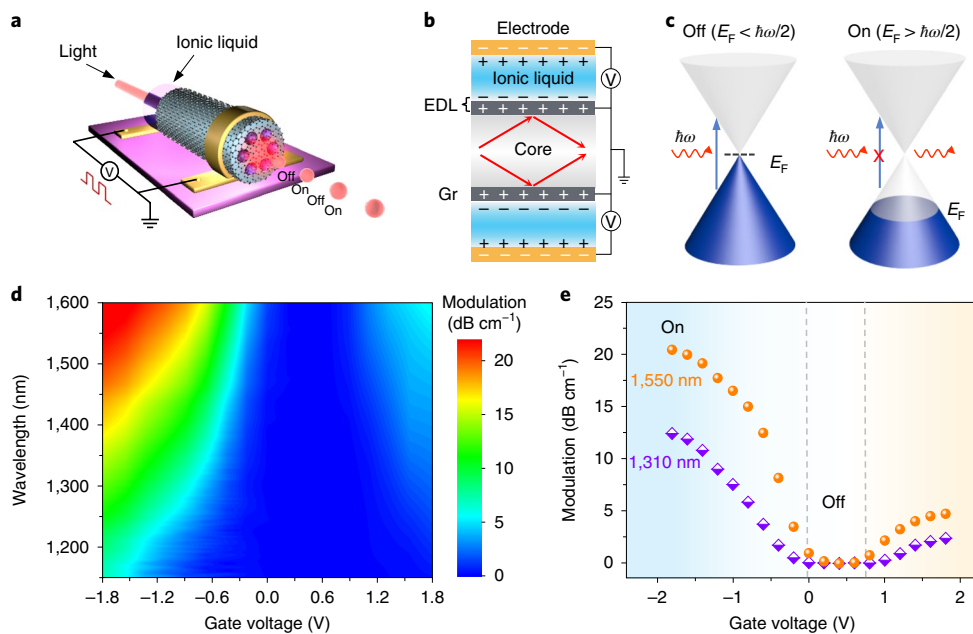 a
Light
Ionic liquid
V
Off
On
Off
On
b
Electrode
− − − − − −
+ + + + + +
Ionic liquid
V
EDL
− − − − − −
+ + + + + +
Core
Gr
+ + + + + +
− − − − − −
V
+ + + + + +
− − − − − −
c
Off (E_F < ℏω/2)
On (E_F > ℏω/2)
ℏω
E_F
ℏω
X
E_F
d
Wavelength (nm)
1,600
1,500
1,400
1,300
1,200
−1.8 −1.2 −0.6 0.0 0.6 1.2 1.8
Gate voltage (V)
Modulation
(dB cm⁻¹)
20
15
10
5
0
e
Modulation (dB cm⁻¹)
25
20
15
10
5
0
On
1,550 nm
1,310 nm
Off
−2 −1 0 1 2
Gate voltage (V)